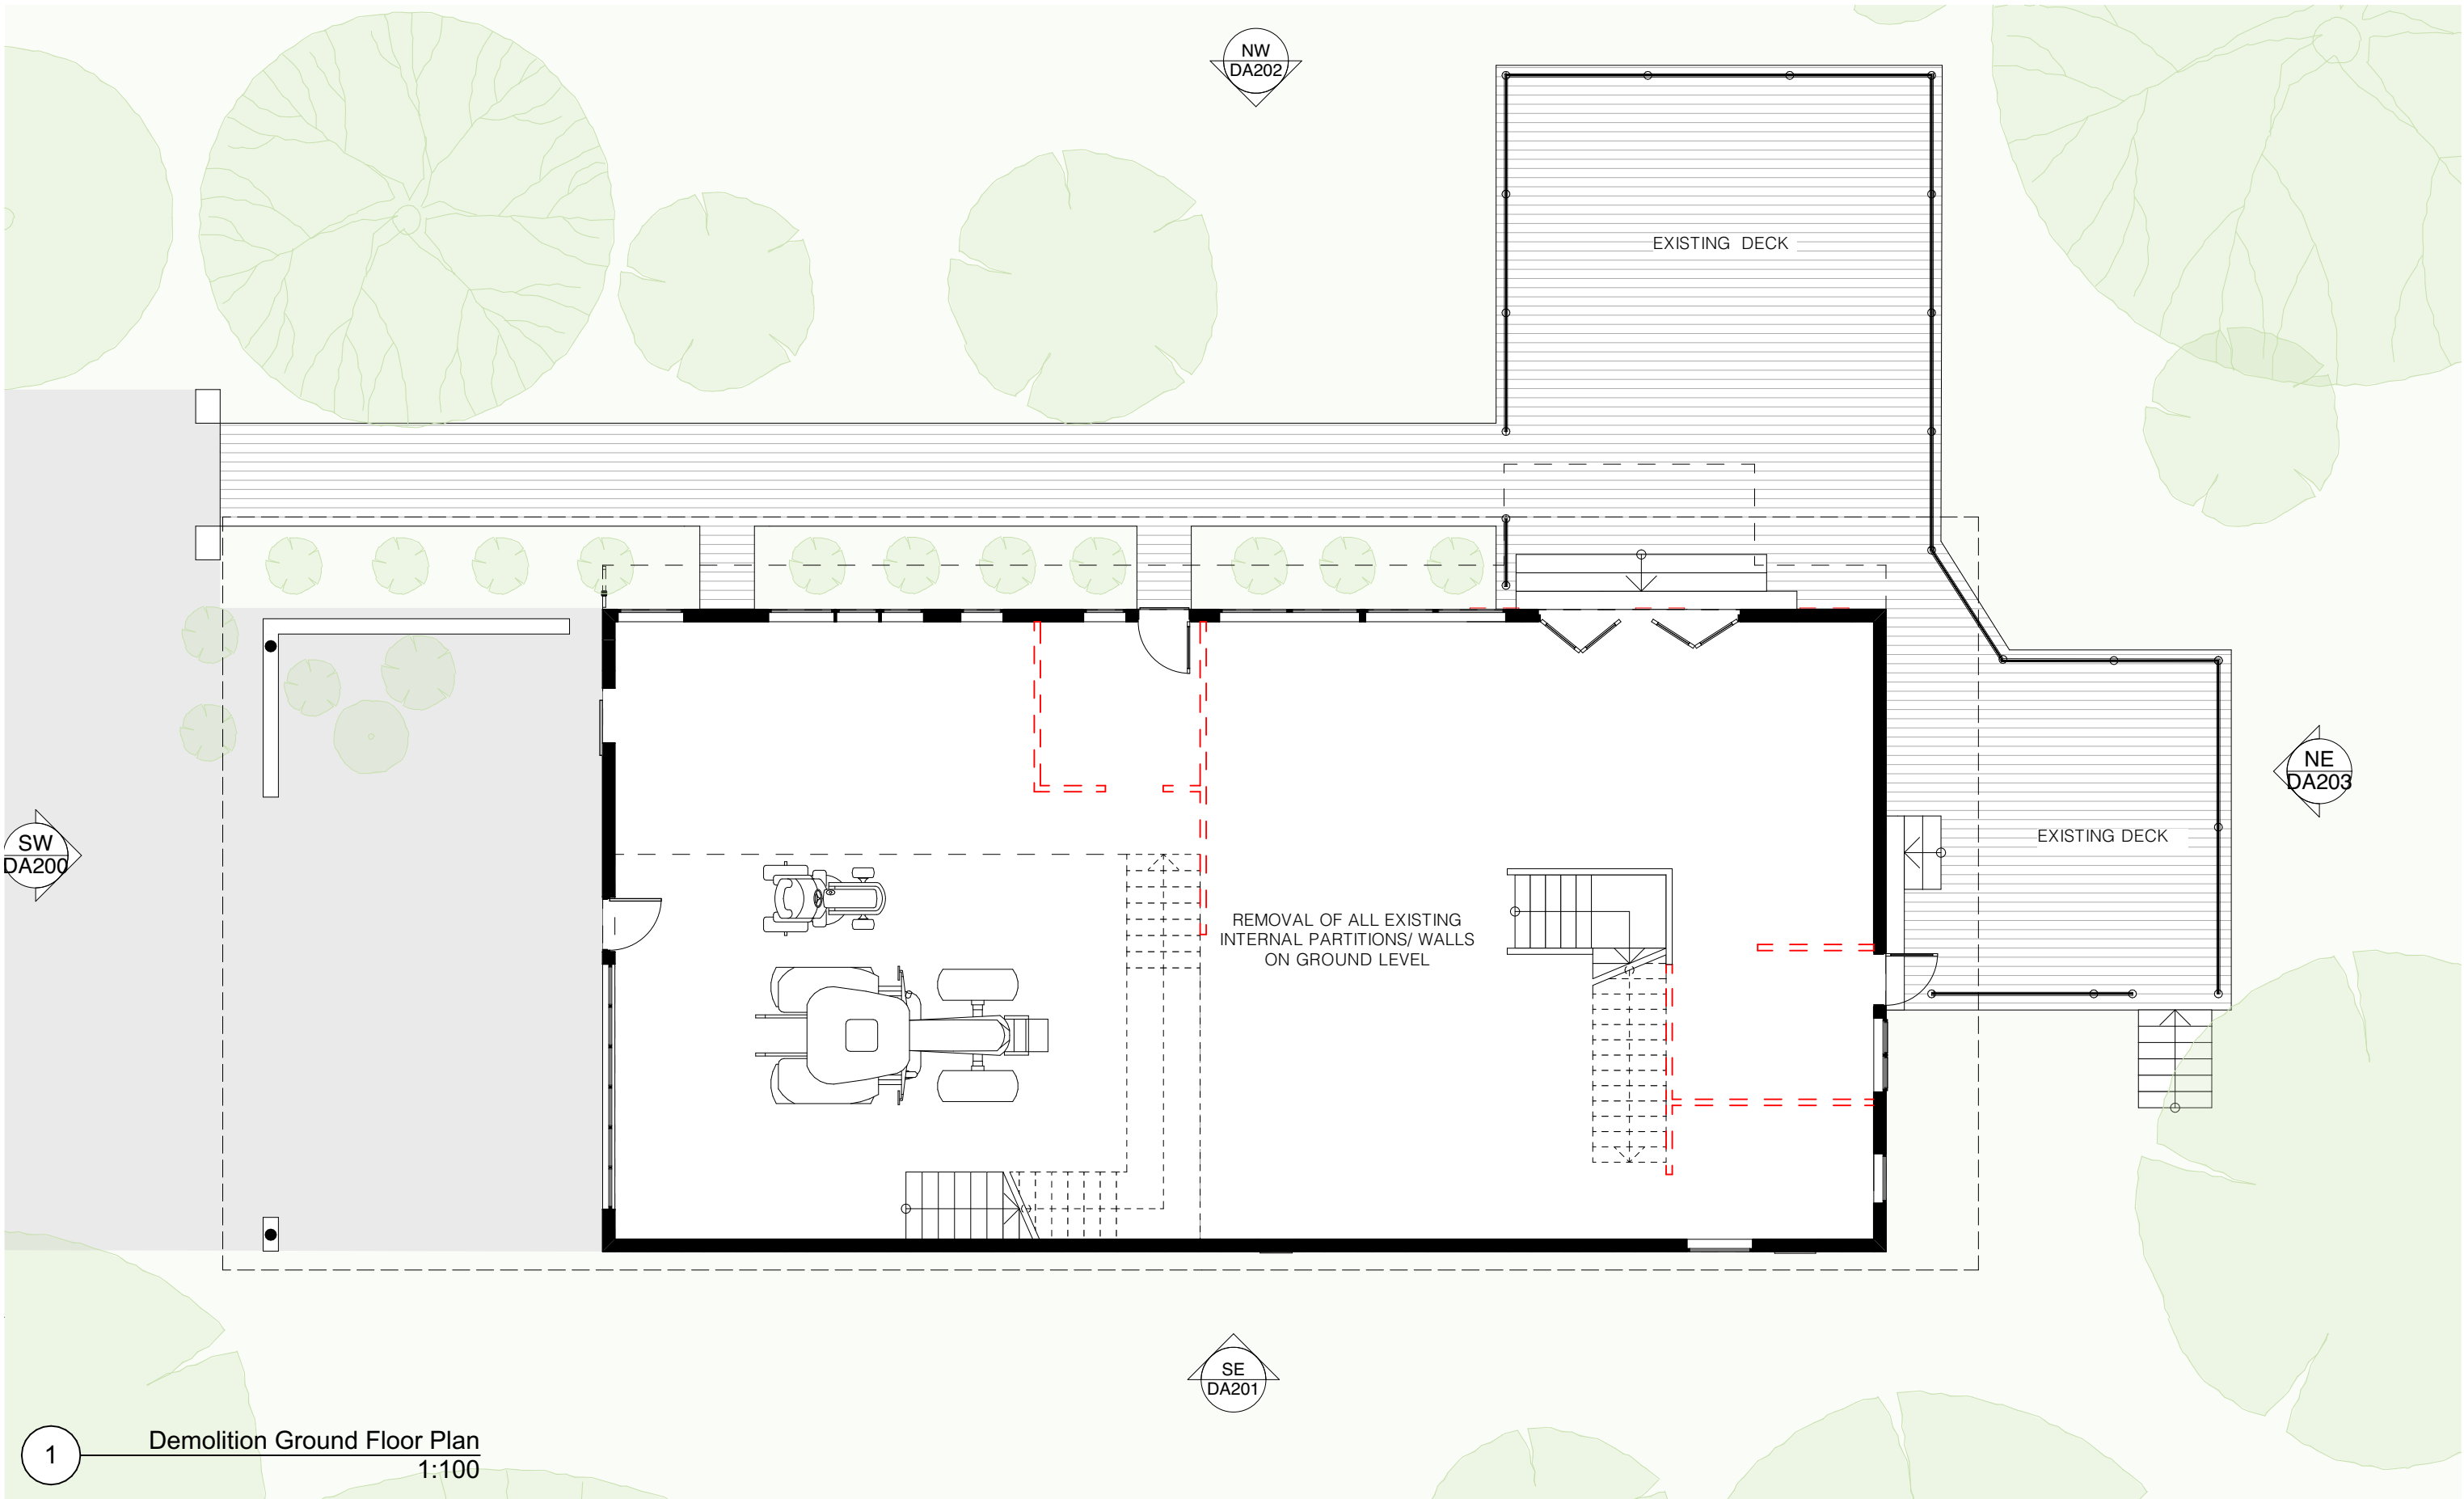 NW
DA202
EXISTING DECK
NE
DA203
SW
DA200
EXISTING DECK
REMOVAL OF ALL EXISTING
INTERNAL PARTITIONS/ WALLS
ON GROUND LEVEL
SE
DA201
1
Demolition Ground Floor Plan
1:100